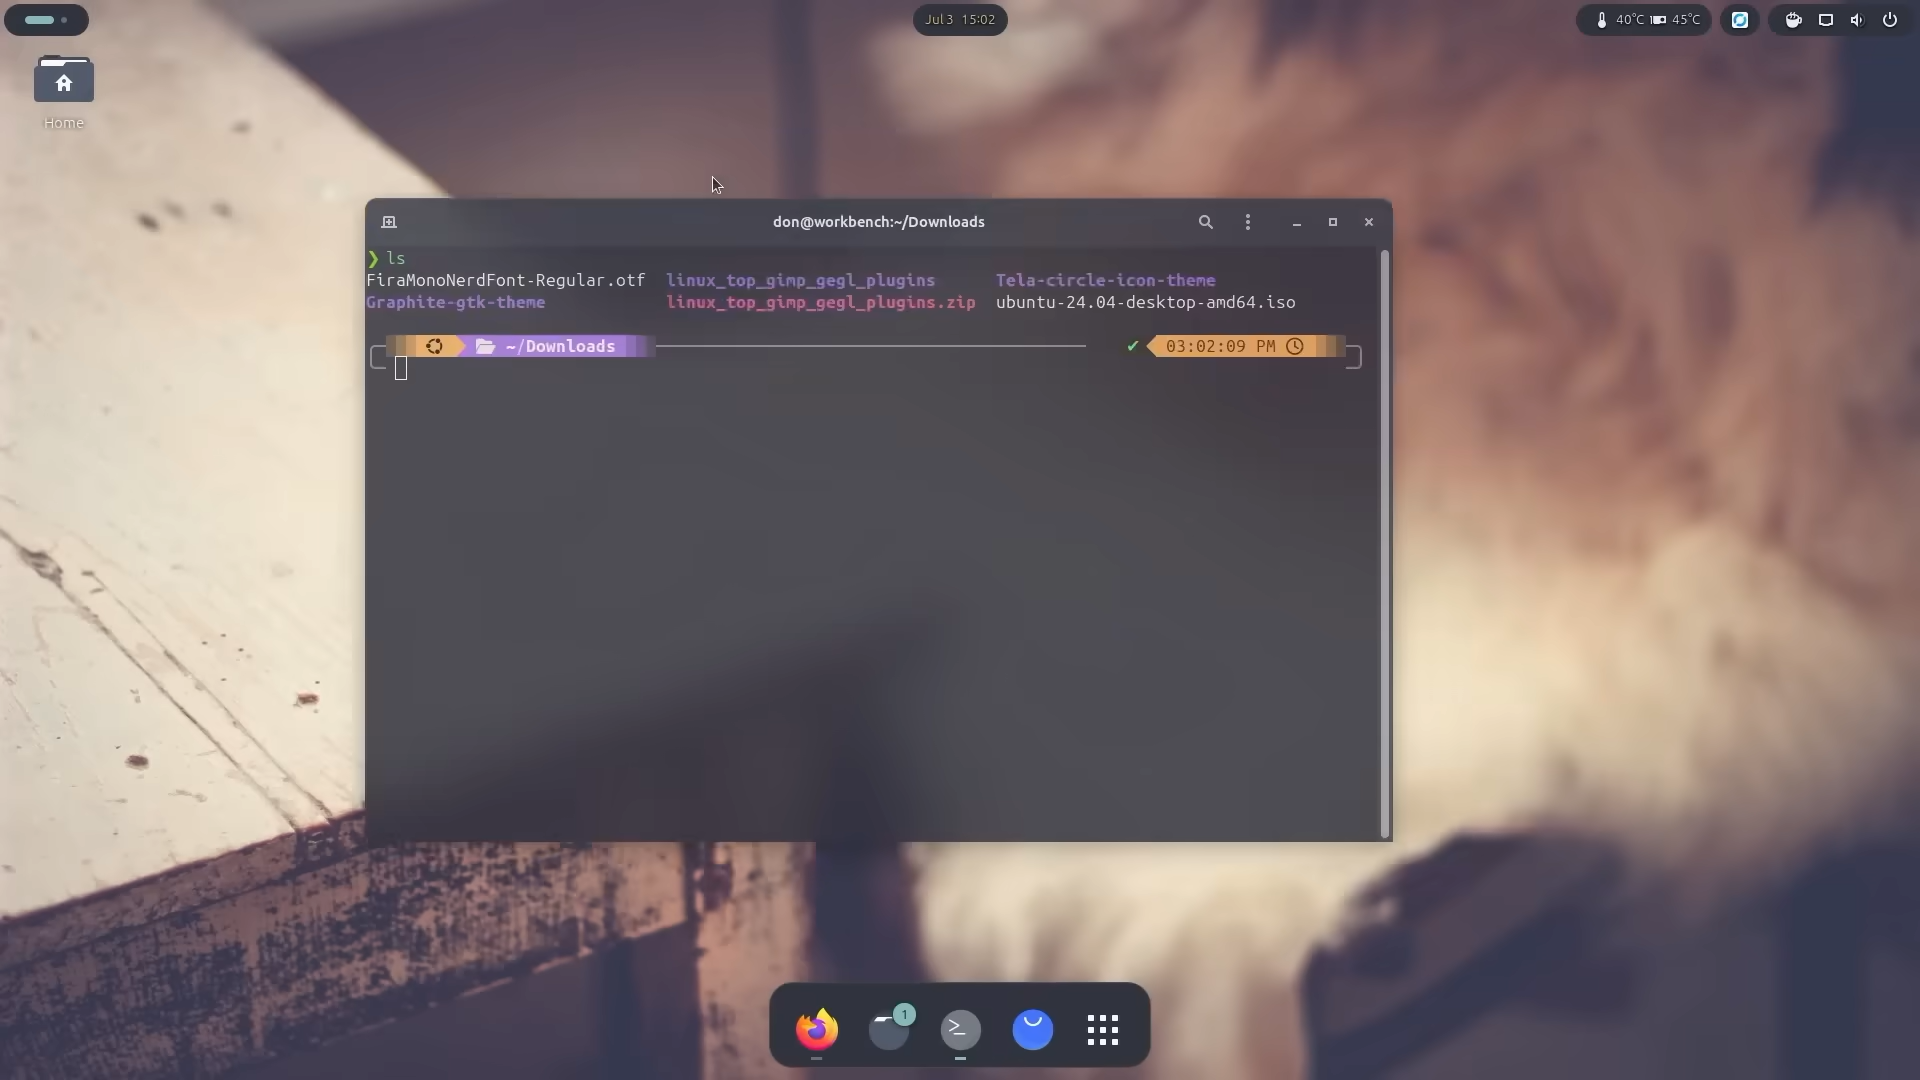 Jul 3 15:02
40°C 45°C
Home
don@workbench:~/Downloads
❯ ls
FiraMonoNerdFont-Regular.otf linux_top_gimp_gegl_plugins Tela-circle-icon-theme
Graphite-gtk-theme linux_top_gimp_gegl_plugins.zip ubuntu-24.04-desktop-amd64.iso
~/Downloads ✔ 03:02:09 PM
1